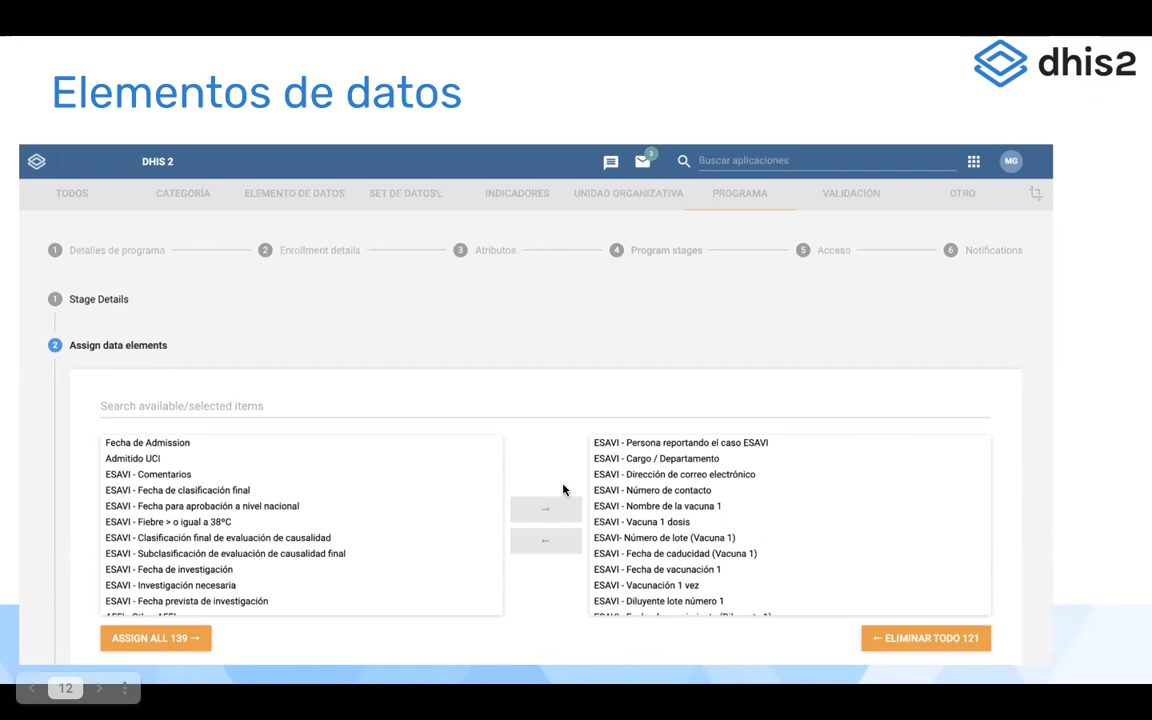 dhis2
Elementos de datos
DHIS 2
3
Buscar aplicaciones
MG
TODOS
CATEGORÍA
ELEMENTO DE DATOS
SET DE DATOS\;
INDICADORES
UNIDAD ORGANIZATIVA
PROGRAMA
VALIDACIÓN
OTRO
1 Detalles de programa
2 Enrollment details
3 Atributos
4 Program stages
5 Acceso
6 Notifications
1 Stage Details
2 Assign data elements
Search available/selected items
Fecha de Admission
Admitido UCI
ESAVI - Comentarios
ESAVI - Fecha de clasificación final
ESAVI - Fecha para aprobación a nivel nacional
ESAVI - Fiebre > o igual a 38ºC
ESAVI - Clasificación final de evaluación de causalidad
ESAVI - Subclasificación de evaluación de causalidad final
ESAVI - Fecha de investigación
ESAVI - Investigación necesaria
ESAVI - Fecha prevista de investigación
→
←
ESAVI - Persona reportando el caso ESAVI
ESAVI - Cargo / Departamento
ESAVI - Dirección de correo electrónico
ESAVI - Número de contacto
ESAVI - Nombre de la vacuna 1
ESAVI - Vacuna 1 dosis
ESAVI- Número de lote (Vacuna 1)
ESAVI - Fecha de caducidad (Vacuna 1)
ESAVI - Fecha de vacunación 1
ESAVI - Vacunación 1 vez
ESAVI - Diluyente lote número 1
ASSIGN ALL 139 →
← ELIMINAR TODO 121
12